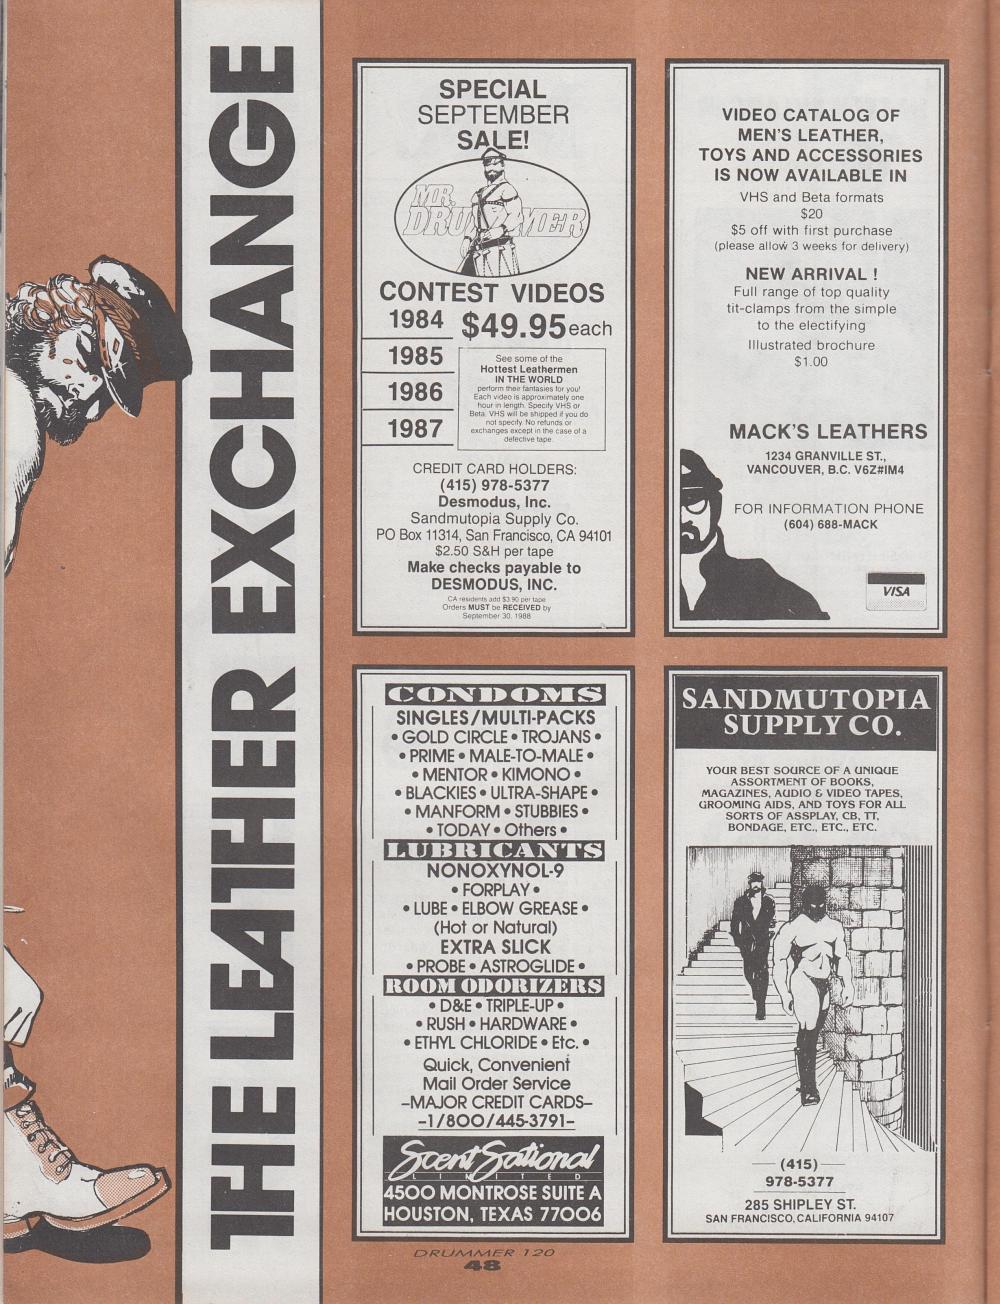 THE LEATHER EXCHANGE
SPECIAL
SEPTEMBER
SALE!
MR.
DRUMMER
CONTEST VIDEOS
1984 $49.95 each
1985
1986
1987
See some of the
Hottest Leathermen
IN THE WORLD
perform their fantasies for you!
Each video is approximately one
hour in length. Specify VHS or
Beta. VHS will be shipped if you do
not specify. No refunds or
exchanges except in the case of a
defective tape.
CREDIT CARD HOLDERS:
(415) 978-5377
Desmodus, Inc.
Sandmutopia Supply Co.
PO Box 11314, San Francisco, CA 94101
$2.50 S&H per tape
Make checks payable to
DESMODUS, INC.
CA residents add $3.90 per tape
Orders MUST be RECEIVED by
September 30, 1988
VIDEO CATALOG OF
MEN'S LEATHER,
TOYS AND ACCESSORIES
IS NOW AVAILABLE IN
VHS and Beta formats
$20
$5 off with first purchase
(please allow 3 weeks for delivery)
NEW ARRIVAL !
Full range of top quality
tit-clamps from the simple
to the electifying
Illustrated brochure
$1.00
MACK'S LEATHERS
1234 GRANVILLE ST.,
VANCOUVER, B.C. V6Z#IM4
FOR INFORMATION PHONE
(604) 688-MACK
VISA
CONDOMS
SINGLES/MULTI-PACKS
• GOLD CIRCLE • TROJANS •
• PRIME • MALE-TO-MALE •
• MENTOR • KIMONO •
• BLACKIES • ULTRA-SHAPE •
• MANFORM • STUBBIES •
• TODAY • Others •
LUBRICANTS
NONOXYNOL-9
• FORPLAY •
• LUBE • ELBOW GREASE •
(Hot or Natural)
EXTRA SLICK
• PROBE • ASTROGLIDE •
ROOM ODORIZERS
• D&E • TRIPLE-UP •
• RUSH • HARDWARE •
• ETHYL CHLORIDE • Etc. •
Quick, Convenient
Mail Order Service
–MAJOR CREDIT CARDS–
–1/800/445-3791–
Scent Sational
LIMITED
4500 MONTROSE SUITE A
HOUSTON, TEXAS 77006
SANDMUTOPIA
SUPPLY CO.
YOUR BEST SOURCE OF A UNIQUE
ASSORTMENT OF BOOKS,
MAGAZINES, AUDIO & VIDEO TAPES,
GROOMING AIDS, AND TOYS FOR ALL
SORTS OF ASSPLAY, CB, TT,
BONDAGE, ETC., ETC., ETC.
(415)
978-5377
285 SHIPLEY ST.
SAN FRANCISCO, CALIFORNIA 94107
DRUMMER 120
48